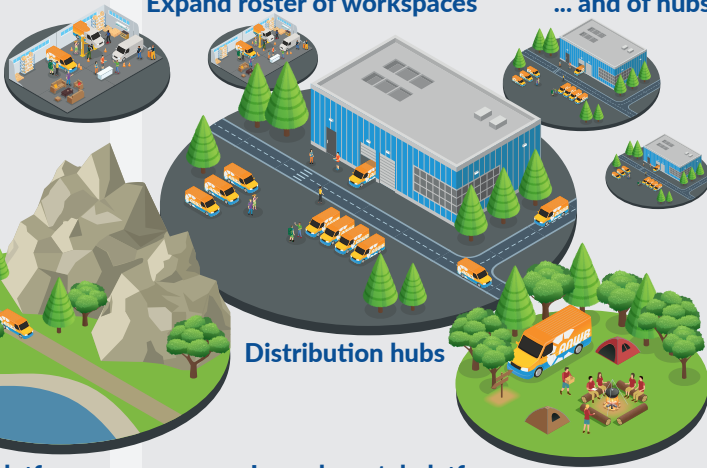 Expand roster of workspaces
... and of hubs
Distribution hubs